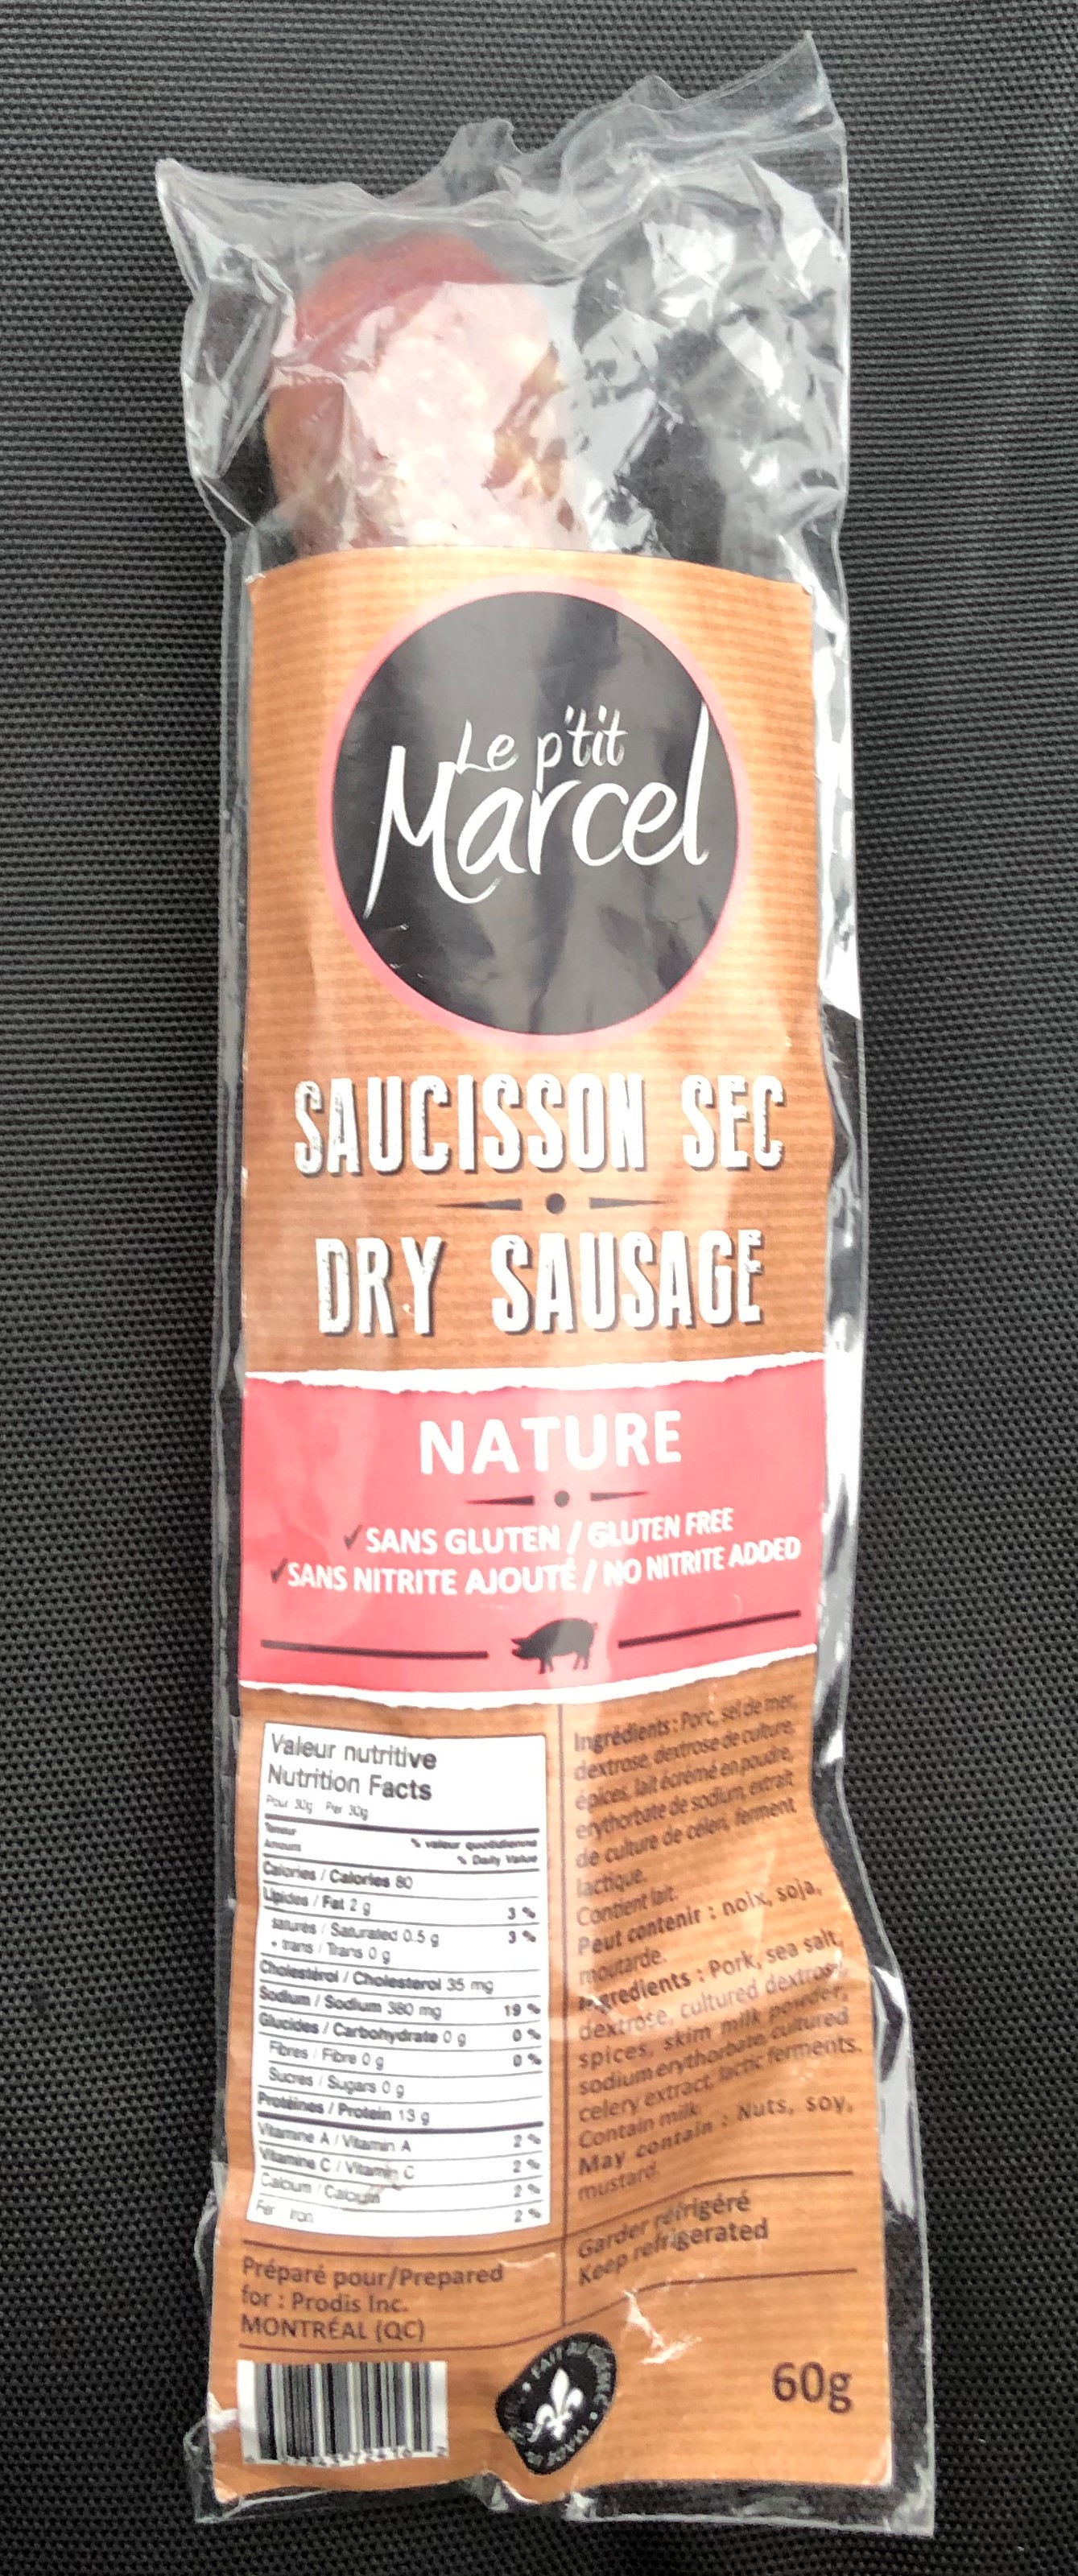 Le p'tit
Marcel
SAUCISSON SEC
DRY SAUSAGE
NATURE
✓SANS GLUTEN / GLUTEN FREE
✓SANS NITRITE AJOUTÉ / NO NITRITE ADDED
Valeur nutritive
Nutrition Facts
Pour 30g Per 30g
Teneur % valeur quotidienne
Amount % Daily Value
Calories / Calories 80
Lipides / Fat 2 g 3 %
saturés / Saturated 0.5 g 3 %
+ trans / Trans 0 g
Cholestérol / Cholesterol 35 mg
Sodium / Sodium 380 mg 19 %
Glucides / Carbohydrate 0 g 0 %
Fibres / Fibre 0 g 0 %
Sucres / Sugars 0 g
Protéines / Protein 13 g
Vitamine A / Vitamin A 2 %
Vitamine C / Vitamin C 2 %
Calcium / Calcium 2 %
Fer Iron 2 %
Ingrédients : Porc, sel de mer,
dextrose, dextrose de culture,
épices, lait écrémé en poudre,
erythorbate de sodium, extrait
de culture de céleri, ferment
lactique.
Contient lait.
Peut contenir : noix, soja,
moutarde.
Ingredients : Pork, sea salt,
dextrose, cultured dextrose,
spices, skim milk powder,
sodium erythorbate, cultured
celery extract, lactic ferments.
Contain milk.
May contain : Nuts, soy,
mustard.
Garder réfrigéré
Keep refrigerated
Préparé pour/Prepared
for : Prodis Inc.
MONTRÉAL (QC)
FAIT AU QUÉBEC • MADE IN
60g